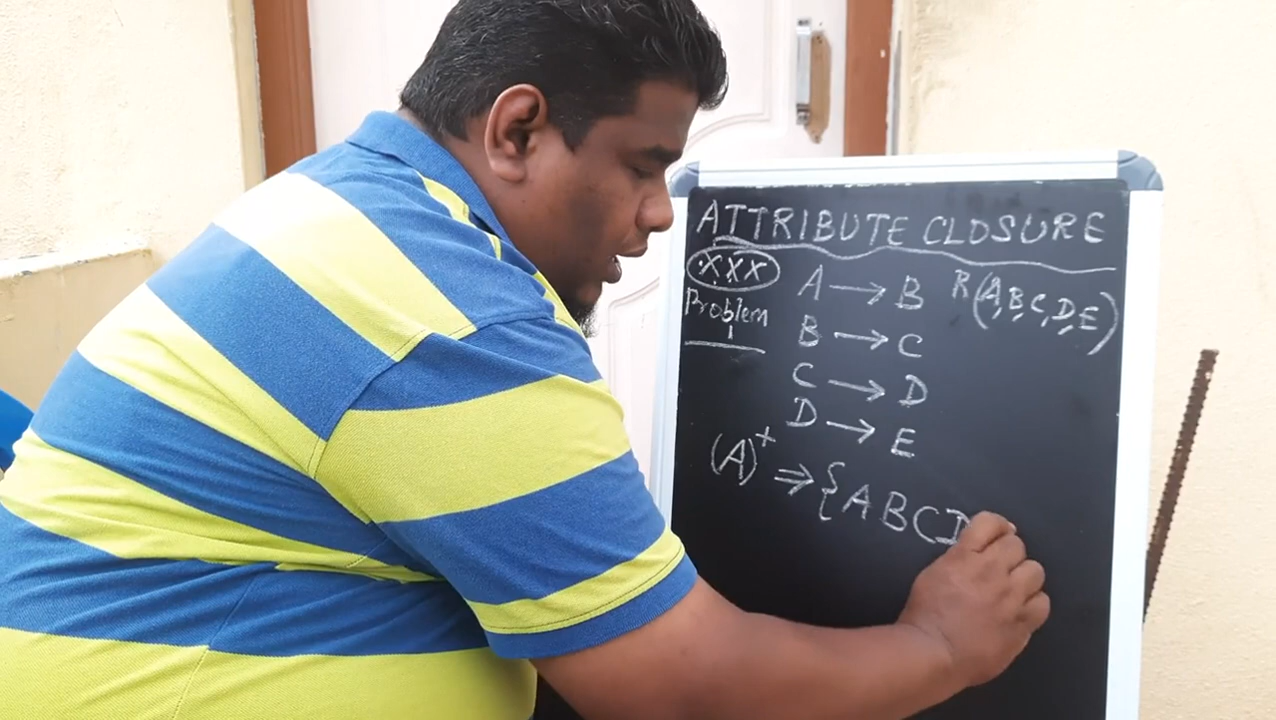 ATTRIBUTE CLOSURE
XXX
Problem
1
A → B
R(A,B,C,D,E)
B → C
C → D
D → E
(A)⁺ ⇒ {ABCD